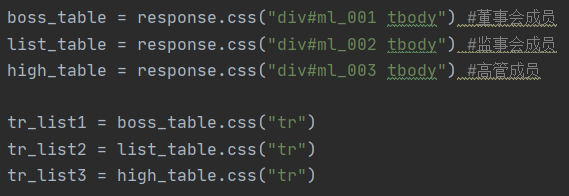 boss_table = response.css("div#ml_001 tbody") #董事会成员
list_table = response.css("div#ml_002 tbody") #监事会成员
high_table = response.css("div#ml_003 tbody") #高管成员
tr_list1 = boss_table.css("tr")
tr_list2 = list_table.css("tr")
tr_list3 = high_table.css("tr")